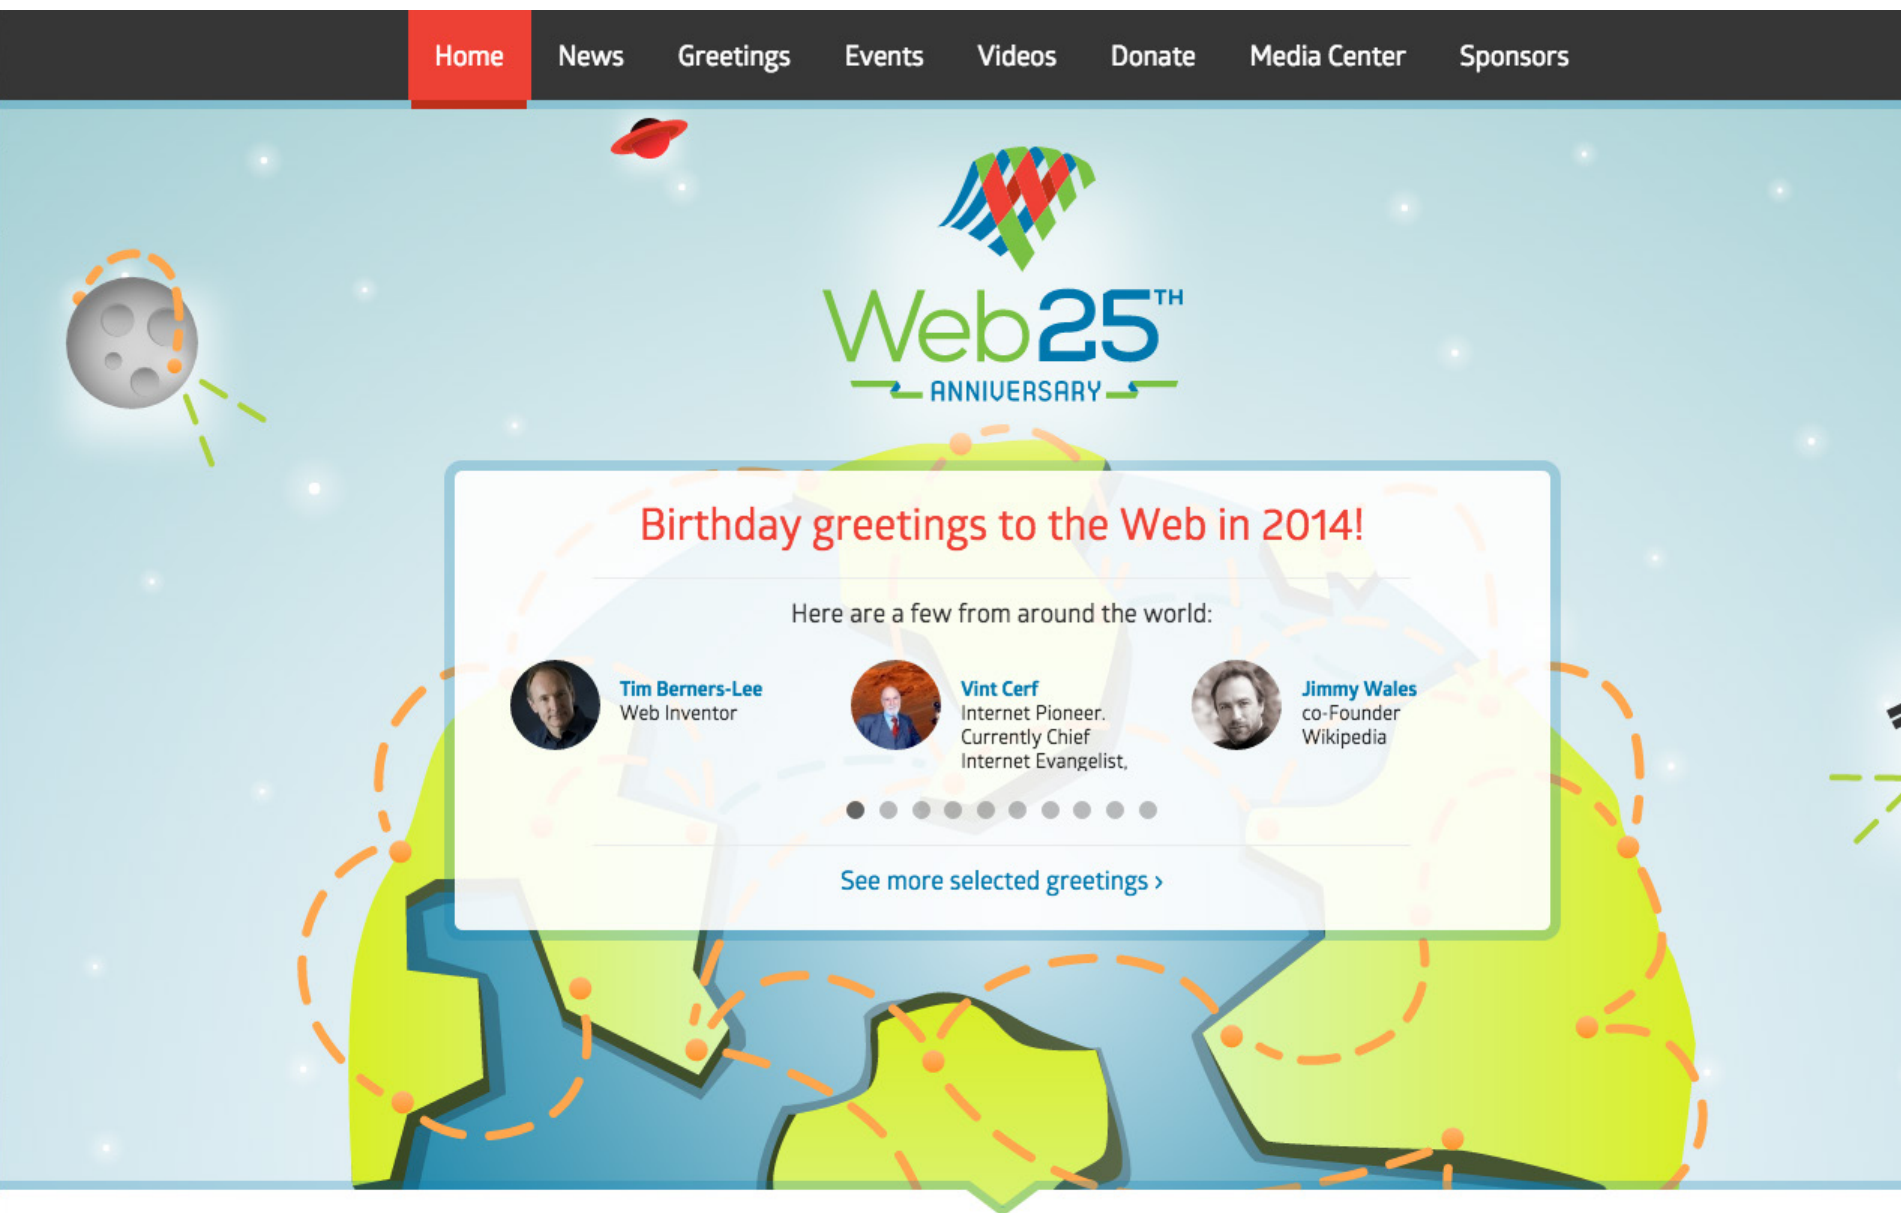 Home News Greetings Events Videos Donate Media Center Sponsors
Web25TH
ANNIVERSARY
Birthday greetings to the Web in 2014!
Here are a few from around the world:
Tim Berners-Lee
Web Inventor
Vint Cerf
Internet Pioneer.
Currently Chief
Internet Evangelist,
Jimmy Wales
co-Founder
Wikipedia
See more selected greetings ›